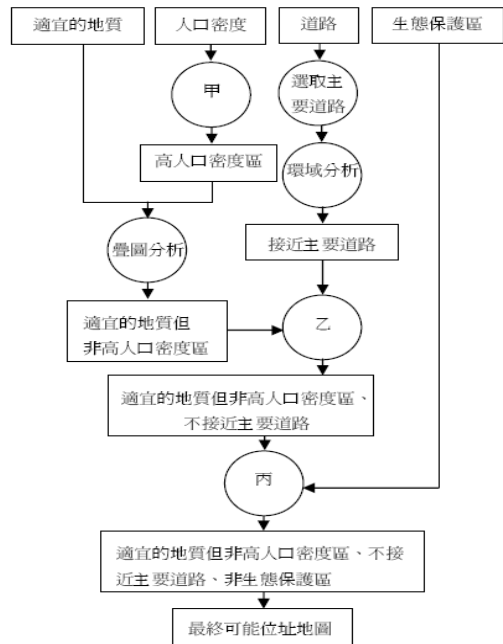 適宜的地質
人口密度
道路
生態保護區
甲
選取主
要道路
高人口密度區
環域分析
疊圖分析
接近主要道路
適宜的地質但
非高人口密度區
乙
適宜的地質但非高人口密度區、
不接近主要道路
丙
適宜的地質但非高人口密度區、不接
近主要道路、非生態保護區
最終可能位址地圖